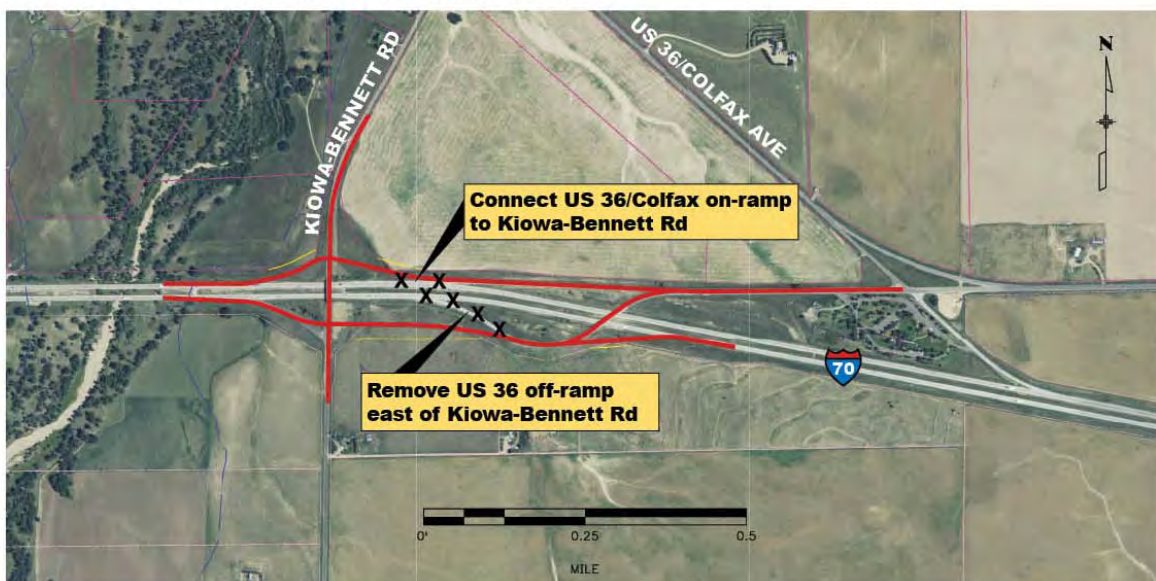 KIOWA-BENNETT RD
US 36/COLFAX AVE
N
Connect US 36/Colfax on-ramp
to Kiowa-Bennett Rd
X X
X X X X
70
Remove US 36 off-ramp
east of Kiowa-Bennett Rd
0'
0.25
0.5
MILE